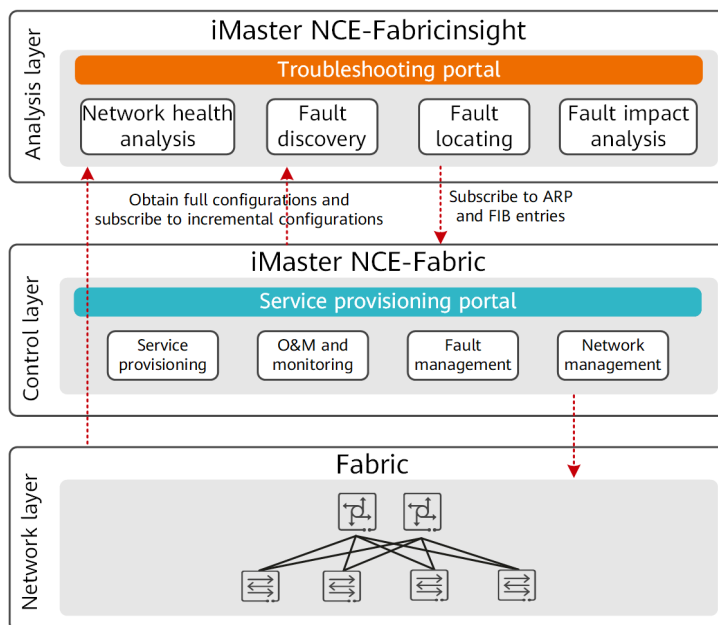 iMaster NCE-Fabricinsight
Analysis layer
Troubleshooting portal
Network health
analysis
Fault
discovery
Fault
locating
Fault impact
analysis
Obtain full configurations and
subscribe to incremental configurations
Subscribe to ARP
and FIB entries
iMaster NCE-Fabric
Control layer
Service provisioning portal
Service
provisioning
O&M and
monitoring
Fault
management
Network
management
Fabric
Network layer